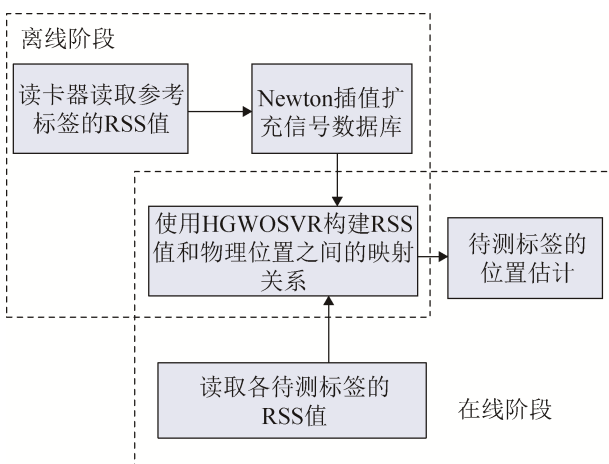 离线阶段
读卡器读取参考
标签的RSS值
Newton插值扩
充信号数据库
使用HGWOSVR构建RSS
值和物理位置之间的映射
关系
待测标签的
位置估计
读取各待测标签的
RSS值
在线阶段